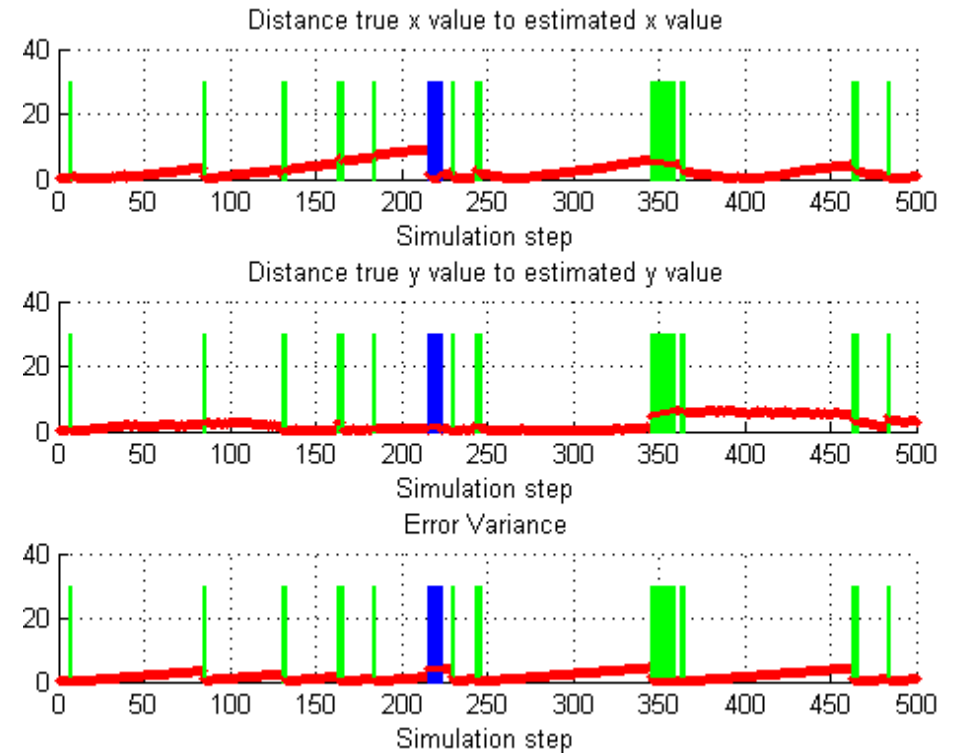 Distance true x value to estimated x value
40
20
0
0 50 100 150 200 250 300 350 400 450 500
Simulation step
Distance true y value to estimated y value
40
20
0
0 50 100 150 200 250 300 350 400 450 500
Simulation step
Error Variance
40
20
0
0 50 100 150 200 250 300 350 400 450 500
Simulation step